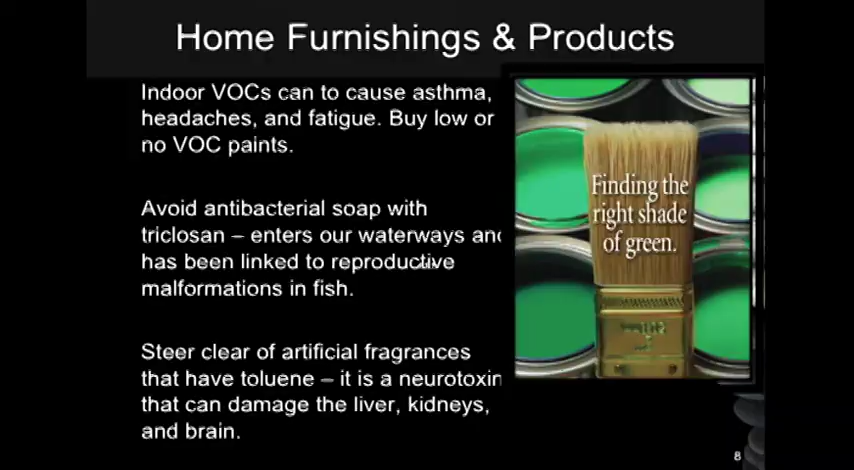 Home Furnishings & Products
Indoor VOCs can to cause asthma,
headaches, and fatigue. Buy low or
no VOC paints.
Avoid antibacterial soap with
triclosan – enters our waterways and
has been linked to reproductive
malformations in fish.
Steer clear of artificial fragrances
that have toluene – it is a neurotoxin
that can damage the liver, kidneys,
and brain.
Finding the
right shade
of green.
8